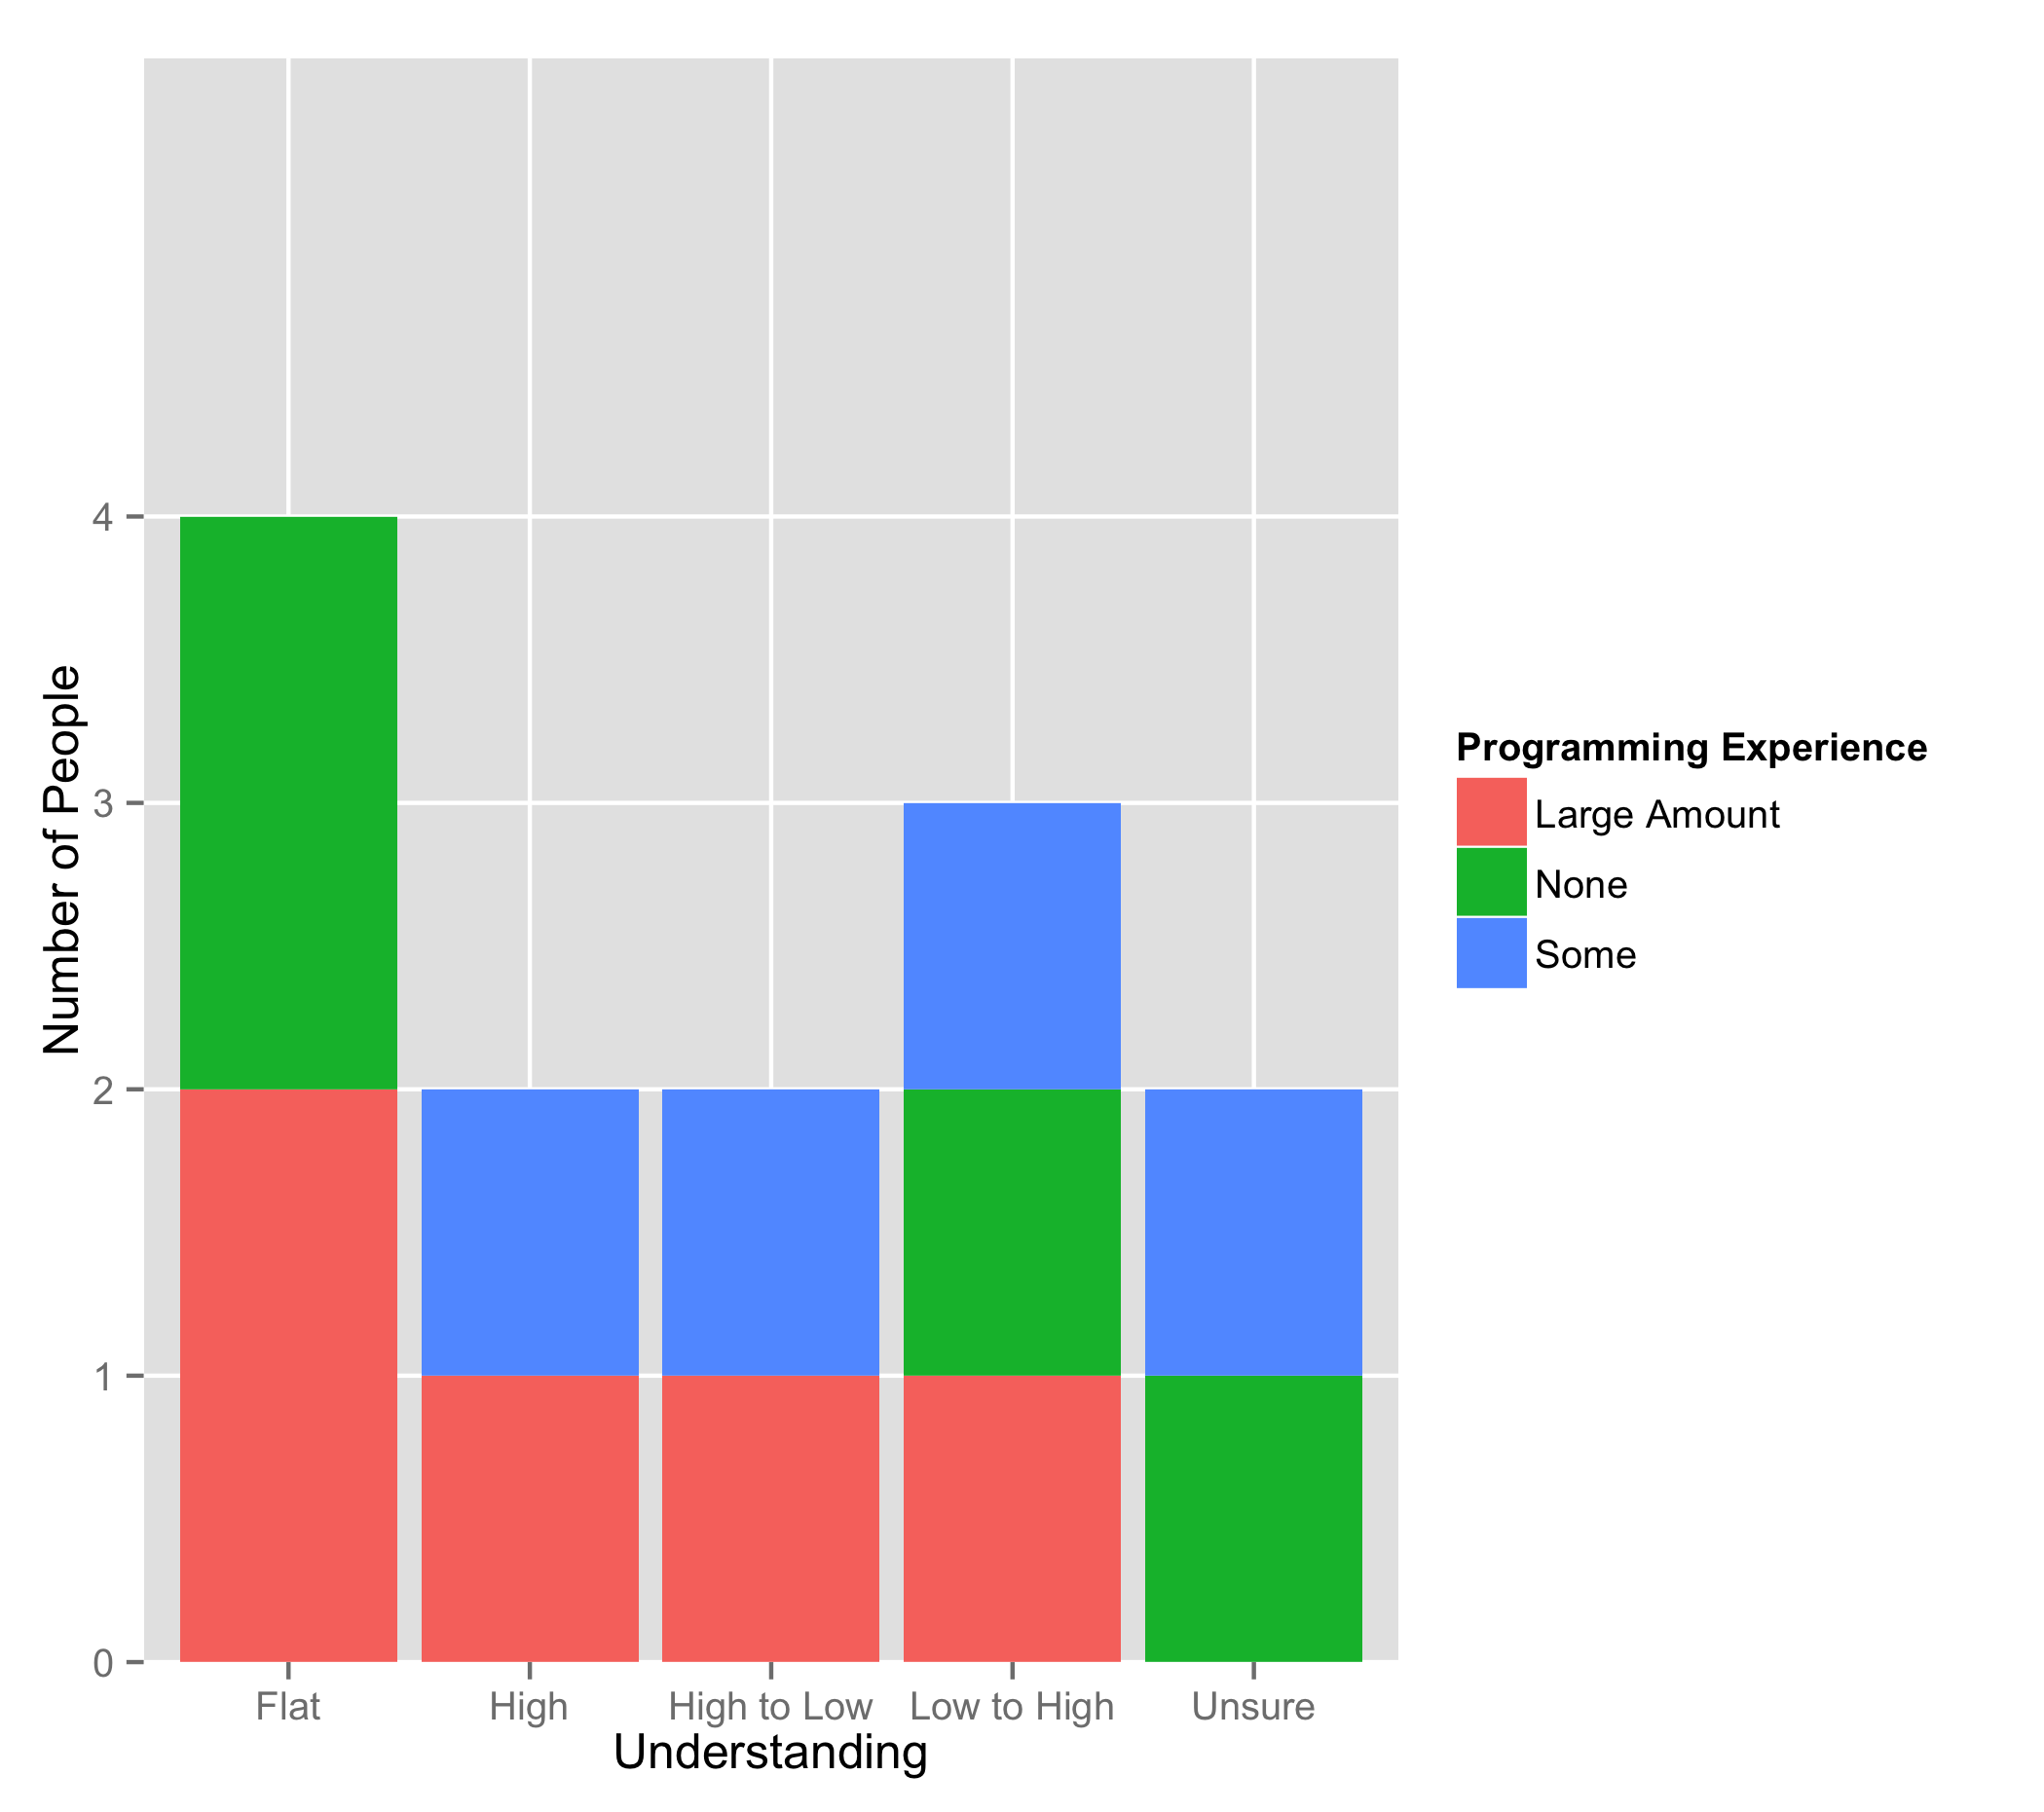 Number of People
4
3
2
1
0
Flat
High
High to Low
Low to High
Unsure
Understanding
Programming Experience
Large Amount
None
Some